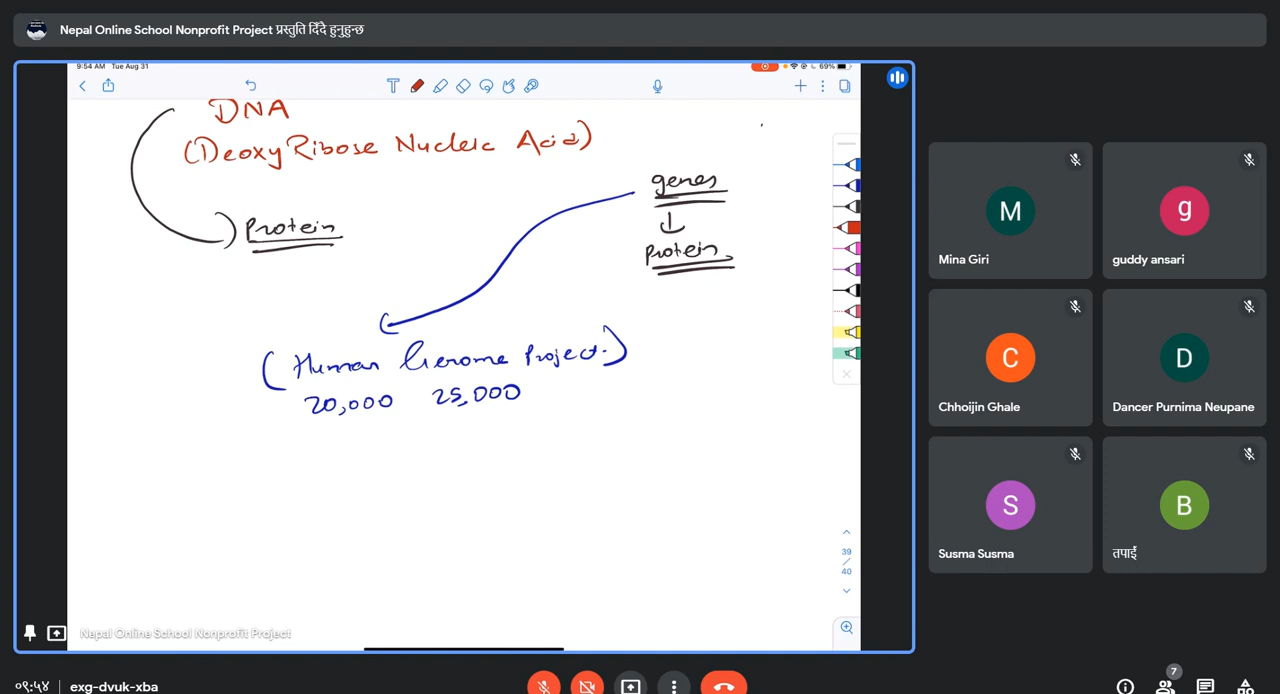 Nepal Online School Nonprofit Project प्रस्तुति दिँदै हुनुहुन्छ
9:54 AM Tue Aug 31
69%
T
DNA
(DeoxyRibose Nucleic Acid)
genes
Protein
Protein
(Human Genome Project)
20,000 25,000
39
40
Nepal Online School Nonprofit Project
M
Mina Giri
g
guddy ansari
C
Chhoijin Ghale
D
Dancer Purnima Neupane
S
Susma Susma
B
तपाईं
०९:५४ | exg-dvuk-xba
7